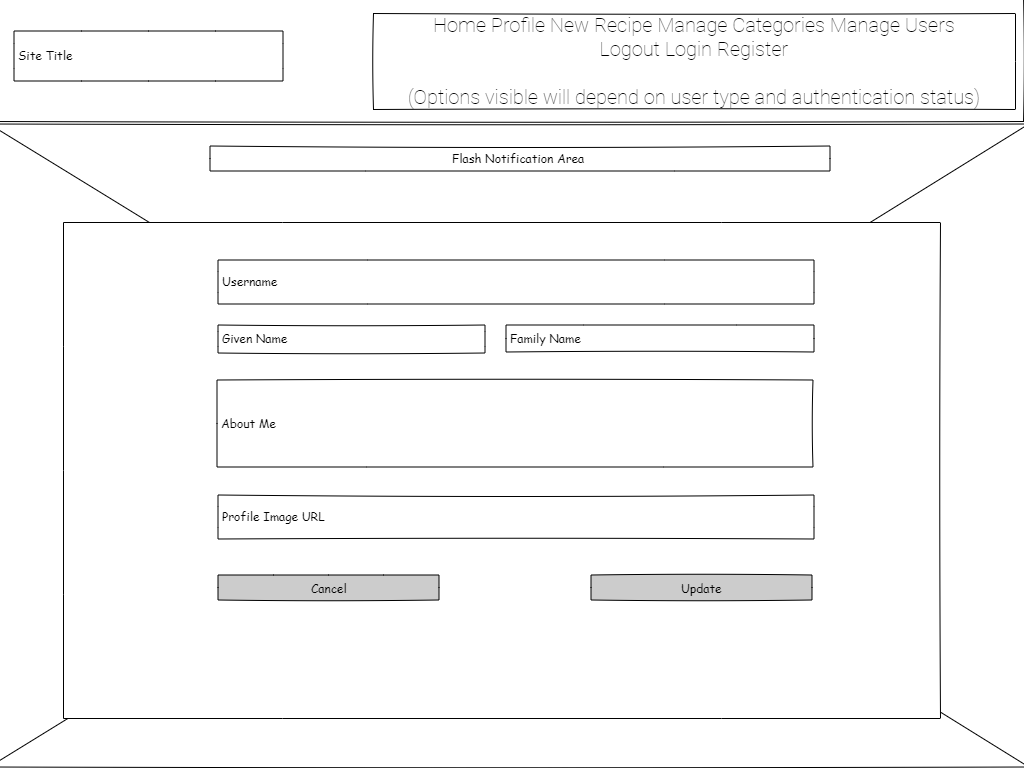 Site Title
Home Profile New Recipe Manage Categories Manage Users
Logout Login Register
(Options visible will depend on user type and authentication status)
Flash Notification Area
Username
Given Name
Family Name
About Me
Profile Image URL
Cancel
Update